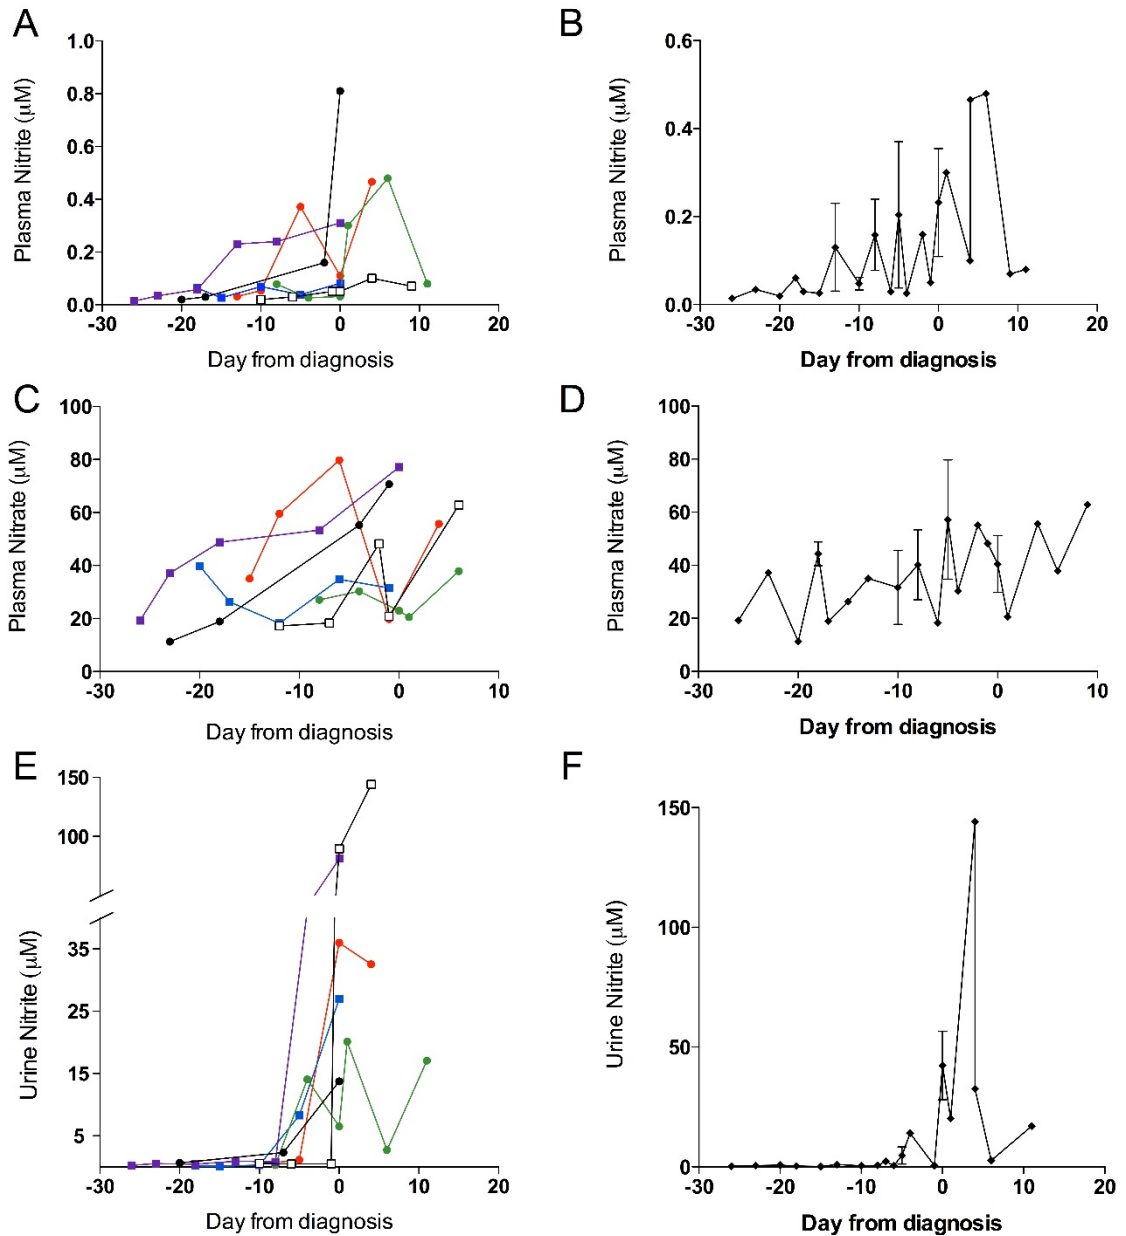 A
Plasma Nitrite (μM)
1.0
0.8
0.6
0.4
0.2
0.0
-30 -20 -10 0 10 20
Day from diagnosis
B
Plasma Nitrite (μM)
0.6
0.4
0.2
0.0
-30 -20 -10 0 10 20
Day from diagnosis
C
Plasma Nitrate (μM)
100
80
60
40
20
0
-30 -20 -10 0 10
Day from diagnosis
D
Plasma Nitrate (μM)
100
80
60
40
20
0
-30 -20 -10 0 10
Day from diagnosis
E
Urine Nitrite (μM)
150
100
35
25
15
5
-30 -20 -10 0 10 20
Day from diagnosis
F
Urine Nitrite (μM)
150
100
50
0
-30 -20 -10 0 10 20
Day from diagnosis